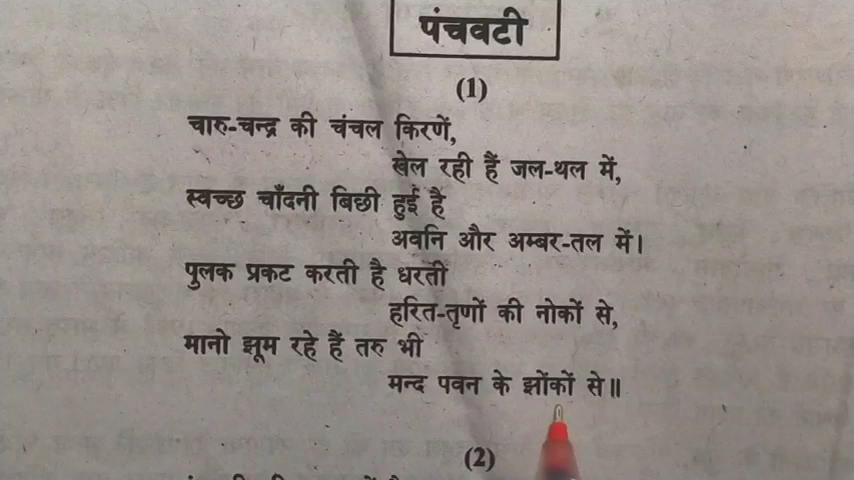 पंचवटी
(1)
चारु-चन्द्र की चंचल किरणें,
खेल रही हैं जल-थल में,
स्वच्छ चाँदनी बिछी हुई है
अवनि और अम्बर-तल में।
पुलक प्रकट करती है धरती
हरित-तृणों की नोकों से,
मानो झूम रहे हैं तरु भी
मन्द पवन के झोंकों से॥
(2)